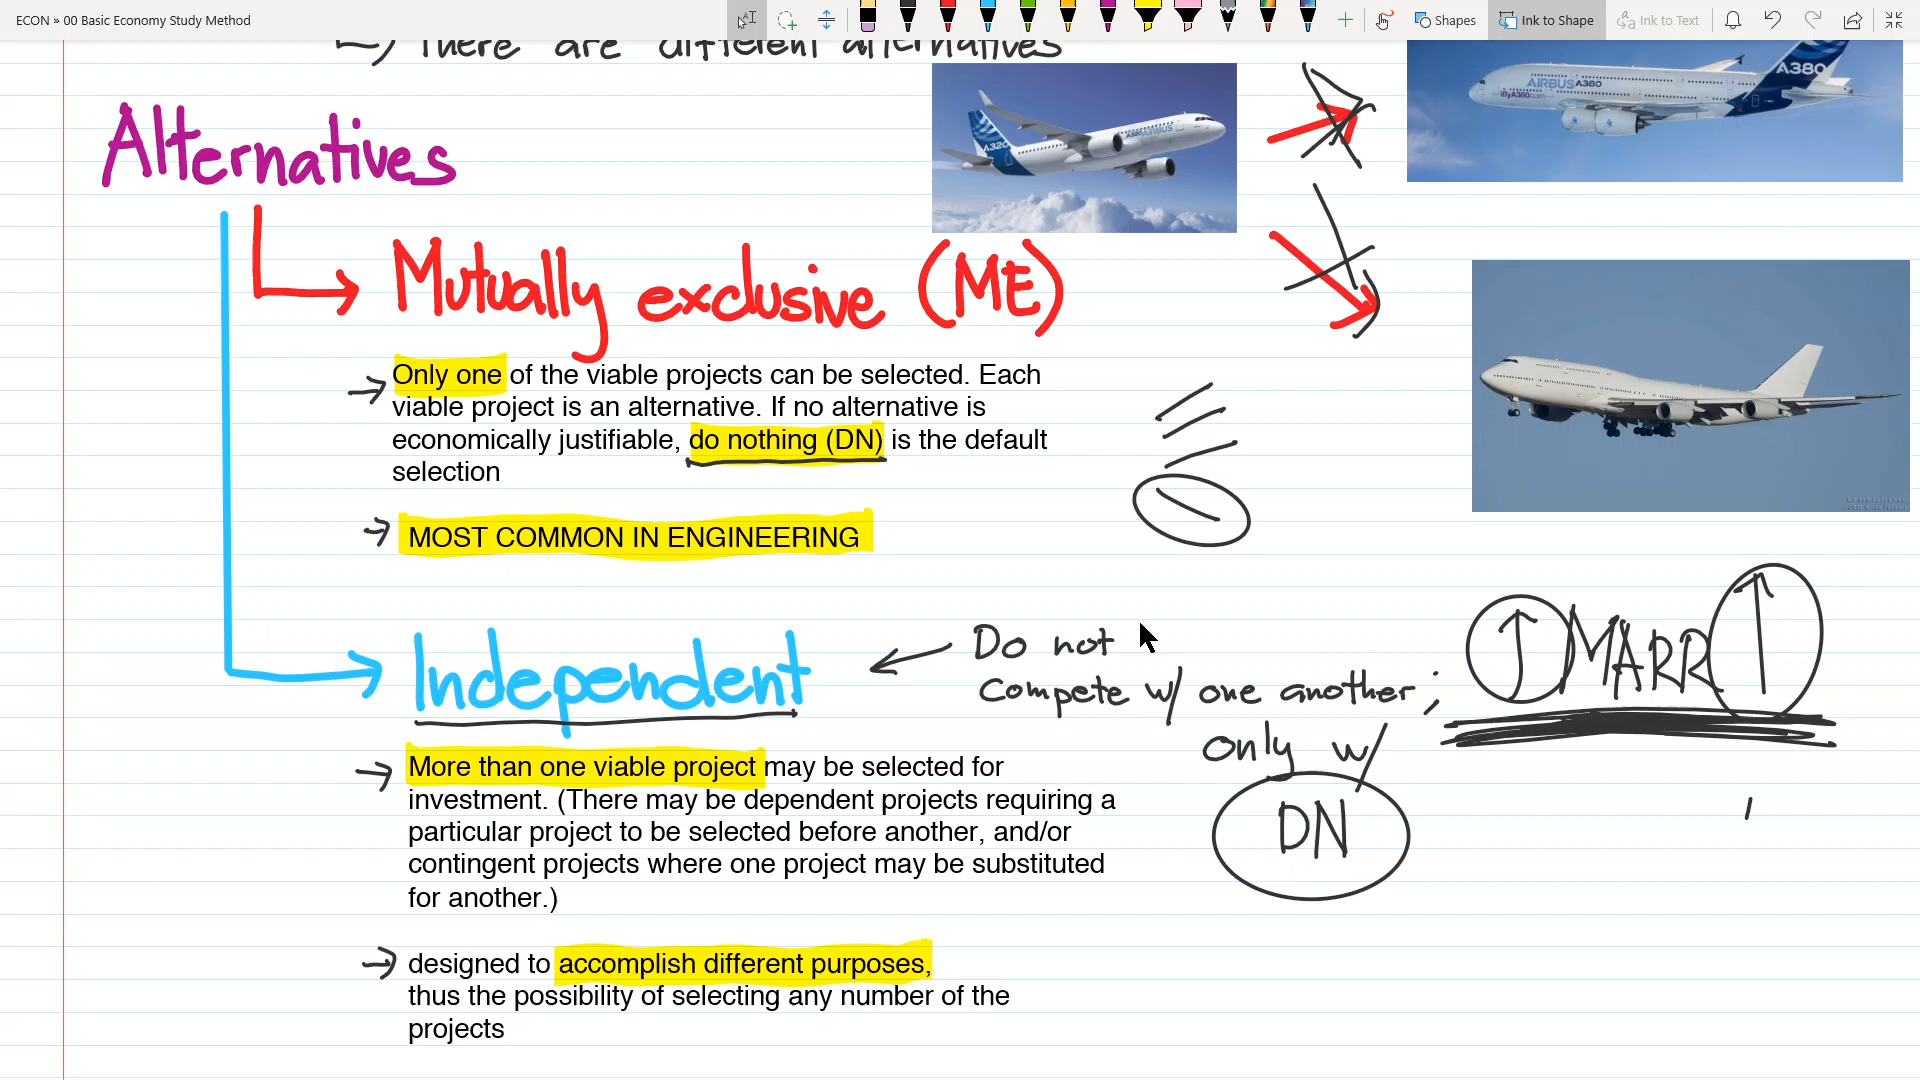 ECON » 00 Basic Economy Study Method
Shapes
Ink to Shape
Ink to Text
There are different alternatives
A380
AIRBUS A380
iflyA380.com
A320
A320 AIRBUS
Alternatives
Mutually exclusive (ME)
Only one of the viable projects can be selected. Each
viable project is an alternative. If no alternative is
economically justifiable, do nothing (DN) is the default
selection
MOST COMMON IN ENGINEERING
Independent
Do not
compete w/ one another;
only w/
DN
MARR
More than one viable project may be selected for
investment. (There may be dependent projects requiring a
particular project to be selected before another, and/or
contingent projects where one project may be substituted
for another.)
designed to accomplish different purposes,
thus the possibility of selecting any number of the
projects